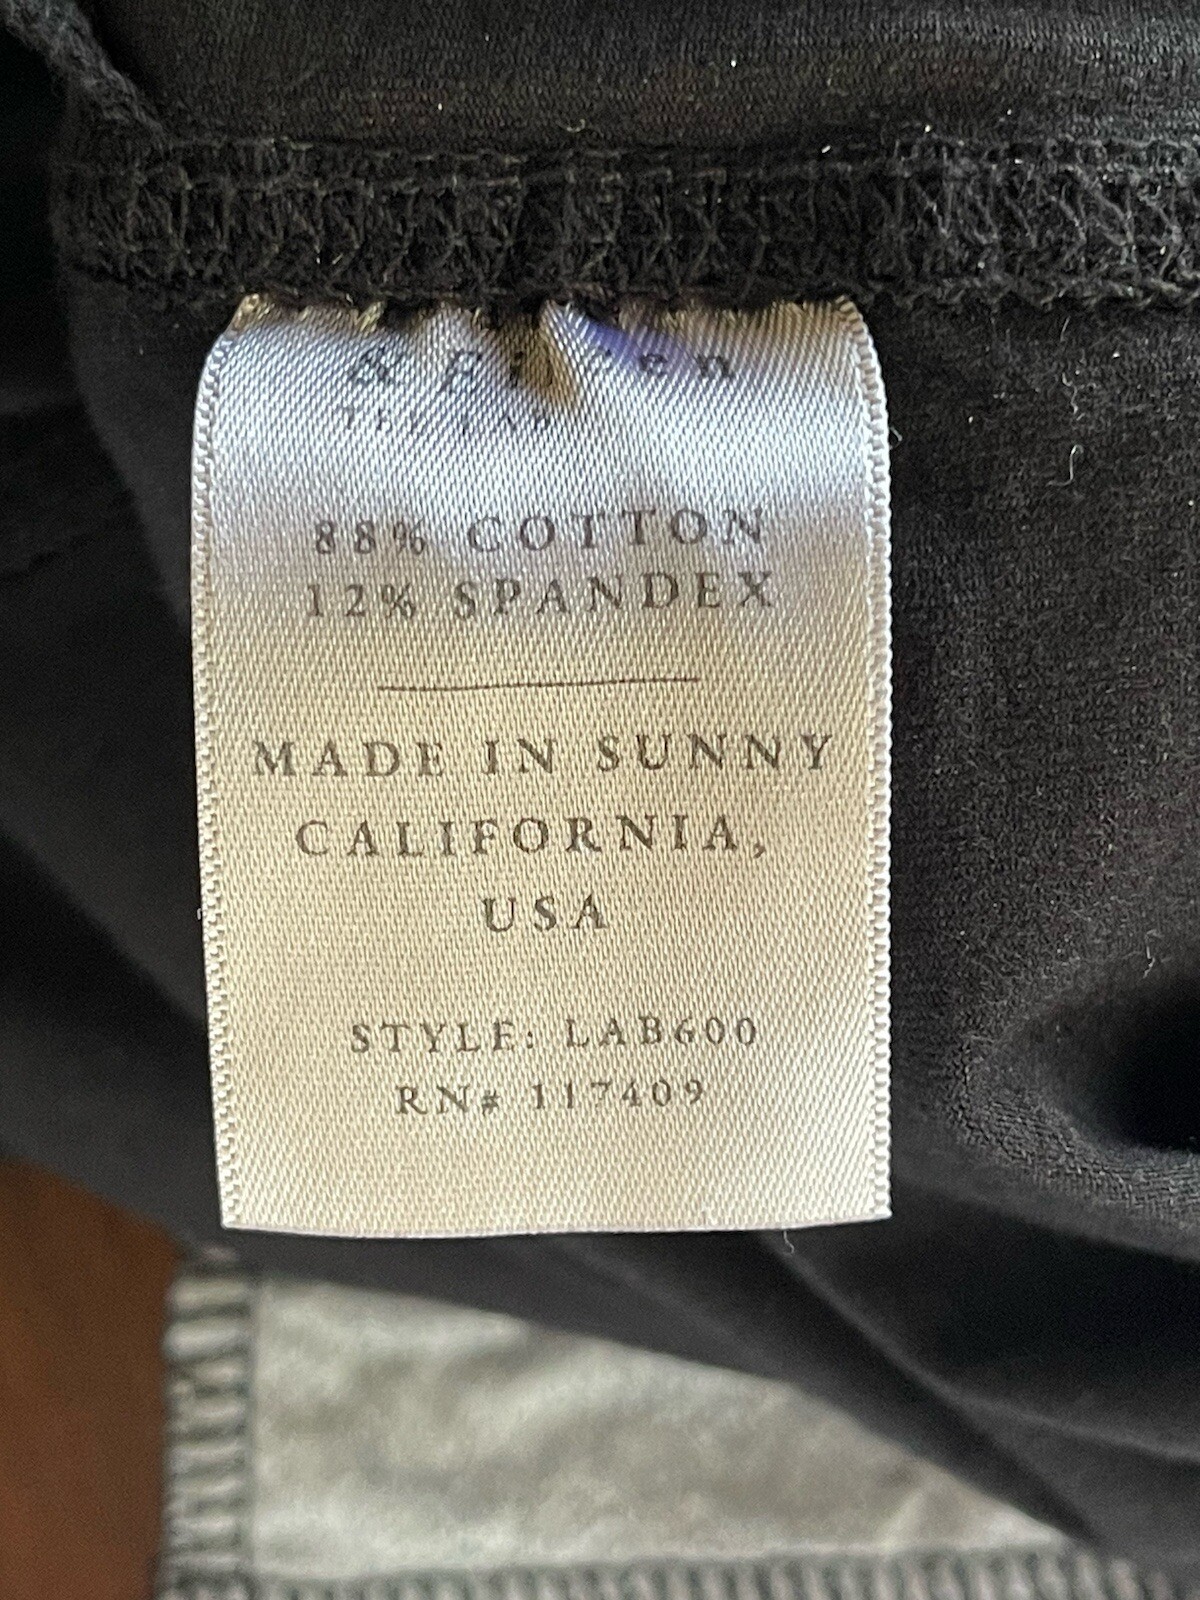 &
88% COTTON
12% SPANDEX
MADE IN SUNNY
CALIFORNIA,
USA
STYLE: LAB600
RN# 117409